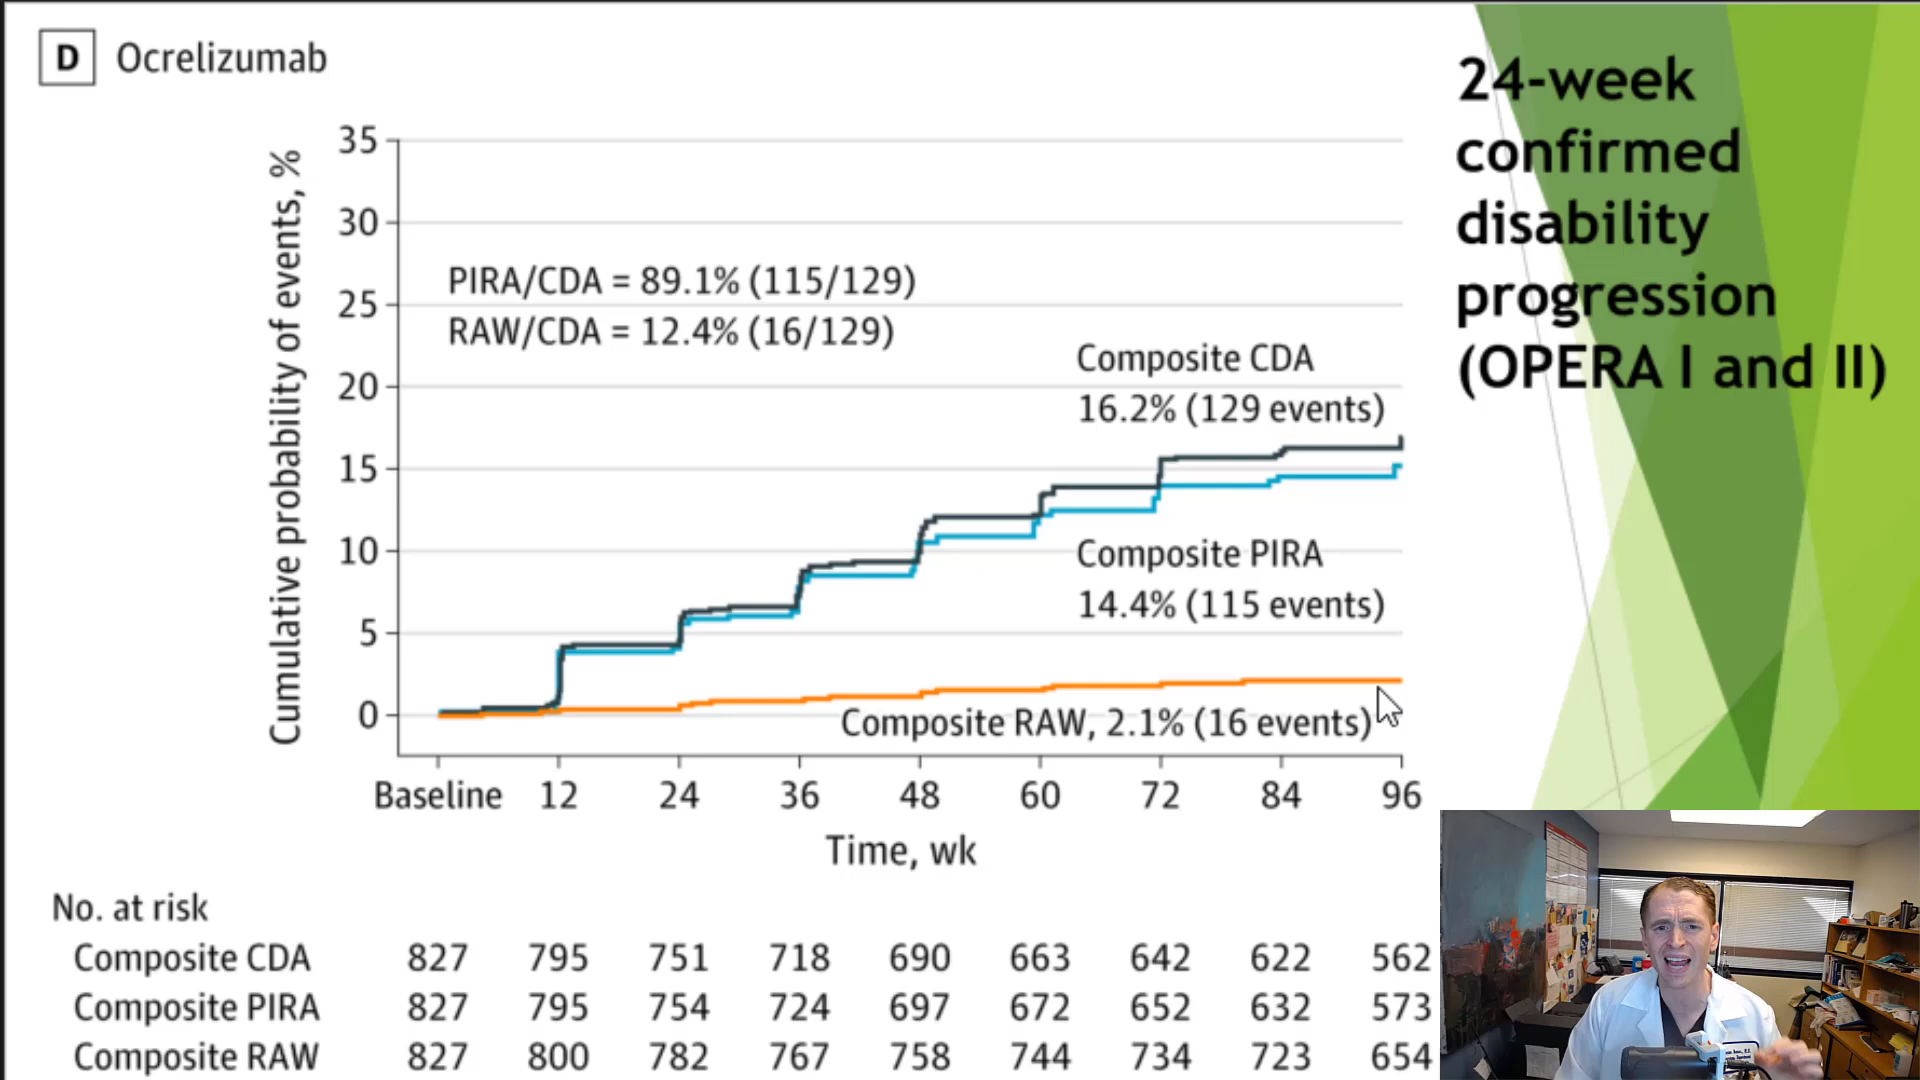 D Ocrelizumab
24-week
confirmed
disability
progression
(OPERA I and II)
Cumulative probability of events, %
35
30
25
20
15
10
5
0
PIRA/CDA = 89.1% (115/129)
RAW/CDA = 12.4% (16/129)
Composite CDA
16.2% (129 events)
Composite PIRA
14.4% (115 events)
Composite RAW, 2.1% (16 events)
Baseline 12 24 36 48 60 72 84 96
Time, wk
No. at risk
Composite CDA 827 795 751 718 690 663 642 622 562
Composite PIRA 827 795 754 724 697 672 652 632 573
Composite RAW 827 800 782 767 758 744 734 723 654